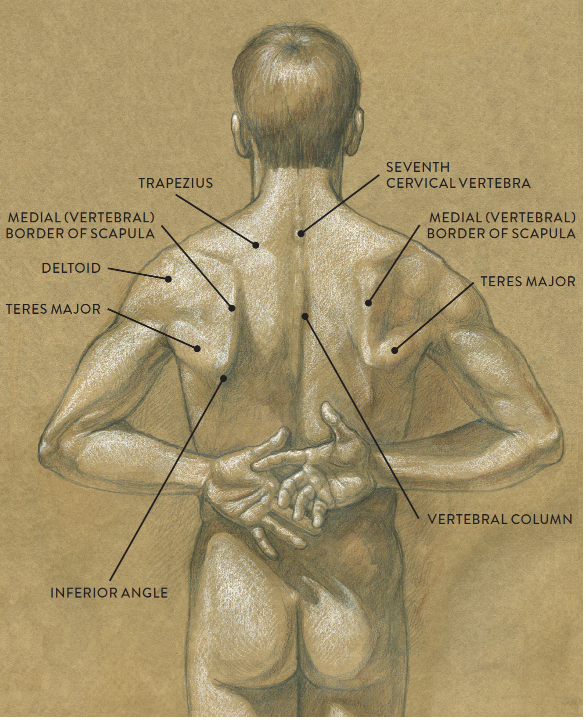 SEVENTH
CERVICAL VERTEBRA
TRAPEZIUS
MEDIAL (VERTEBRAL)
BORDER OF SCAPULA
MEDIAL (VERTEBRAL)
BORDER OF SCAPULA
DELTOID
TERES MAJOR
TERES MAJOR
VERTEBRAL COLUMN
INFERIOR ANGLE